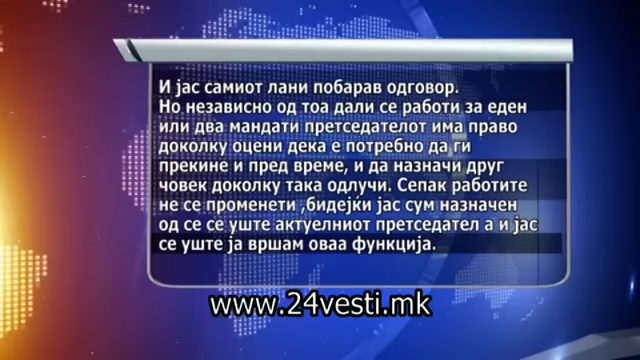 И јас самиот лани побарав одговор.
Но независно од тоа дали се работи за еден
или два мандати претседателот има право
доколку оцени дека е потребно да ги
прекине и пред време, и да назначи друг
човек доколку така одлучи. Сепак работите
не се променети ,бидејќи јас сум назначен
од се сè уште актуелниот претседател а и јас
се уште ја вршам оваа функција.
www.24vesti.mk